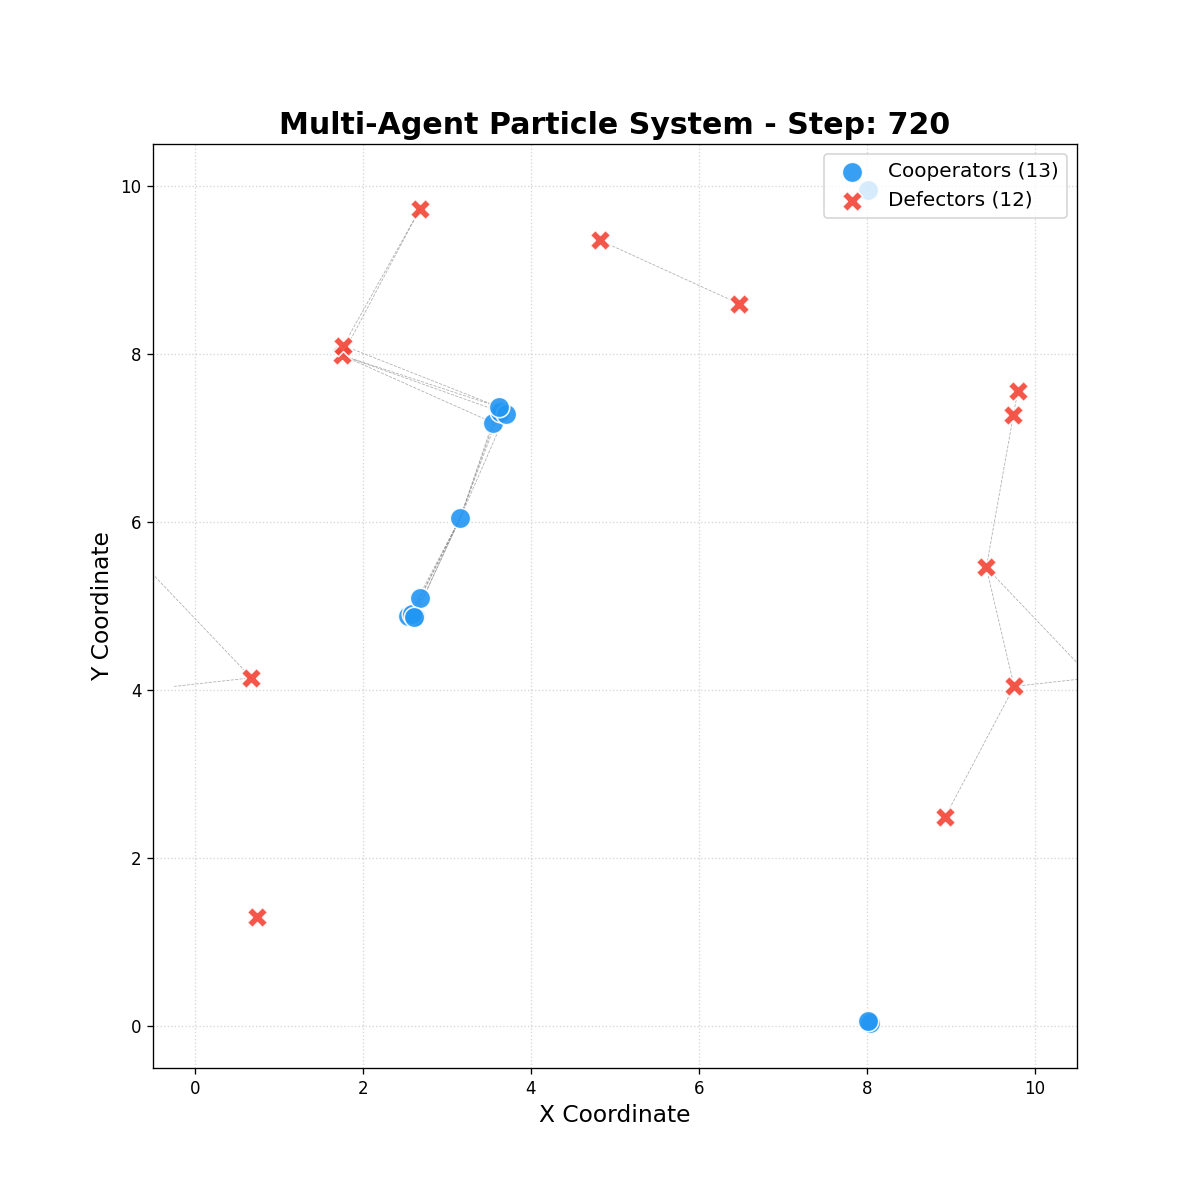 Multi-Agent Particle System - Step: 720
Cooperators (13)
Defectors (12)
10
8
6
4
2
0
Y Coordinate
0 2 4 6 8 10
X Coordinate